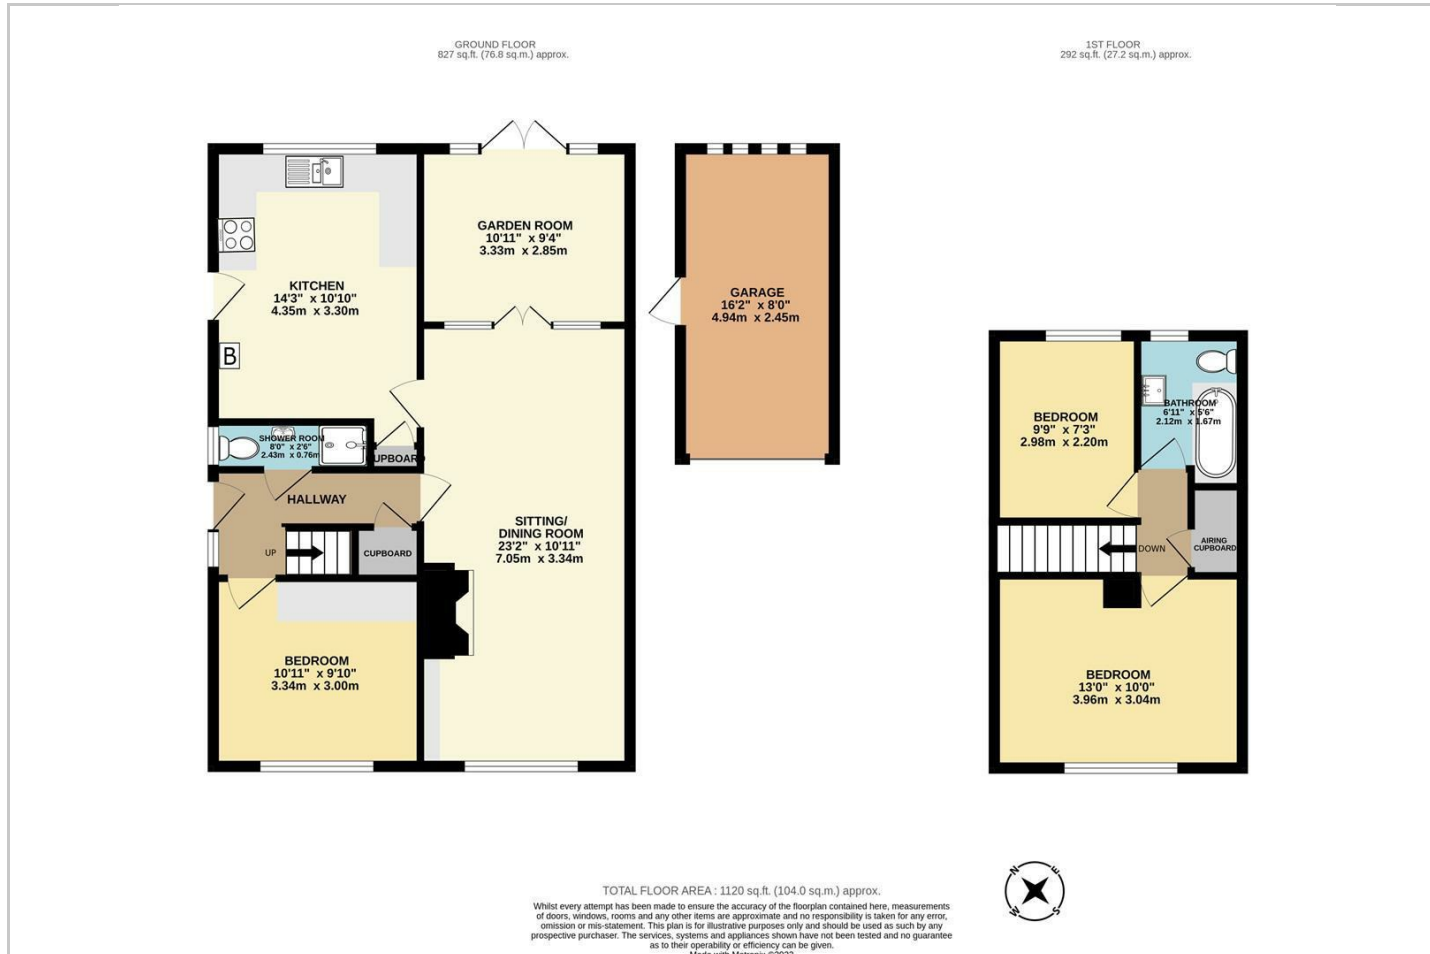 GROUND FLOOR
827 sq.ft. (76.8 sq.m.) approx.
1ST FLOOR
292 sq.ft. (27.2 sq.m.) approx.
KITCHEN
14'3" x 10'10"
4.35m x 3.30m
B
GARDEN ROOM
10'11" x 9'4"
3.33m x 2.85m
GARAGE
16'2" x 8'0"
4.94m x 2.45m
SHOWER ROOM
8'0" x 2'6"
2.43m x 0.76m
CUPBOARD
HALLWAY
UP
CUPBOARD
SITTING/
DINING ROOM
23'2" x 10'11"
7.05m x 3.34m
BEDROOM
10'11" x 9'10"
3.34m x 3.00m
BEDROOM
9'9" x 7'3"
2.98m x 2.20m
BATHROOM
6'11" x 5'6"
2.12m x 1.67m
DOWN
AIRING
CUPBOARD
BEDROOM
13'0" x 10'0"
3.96m x 3.04m
N
E
S
W
TOTAL FLOOR AREA : 1120 sq.ft. (104.0 sq.m.) approx.
Whilst every attempt has been made to ensure the accuracy of the floorplan contained here, measurements
of doors, windows, rooms and any other items are approximate and no responsibility is taken for any error,
omission or mis-statement. This plan is for illustrative purposes only and should be used as such by any
prospective purchaser. The services, systems and appliances shown have not been tested and no guarantee
as to their operability or efficiency can be given.
Made with Metropix ©2022